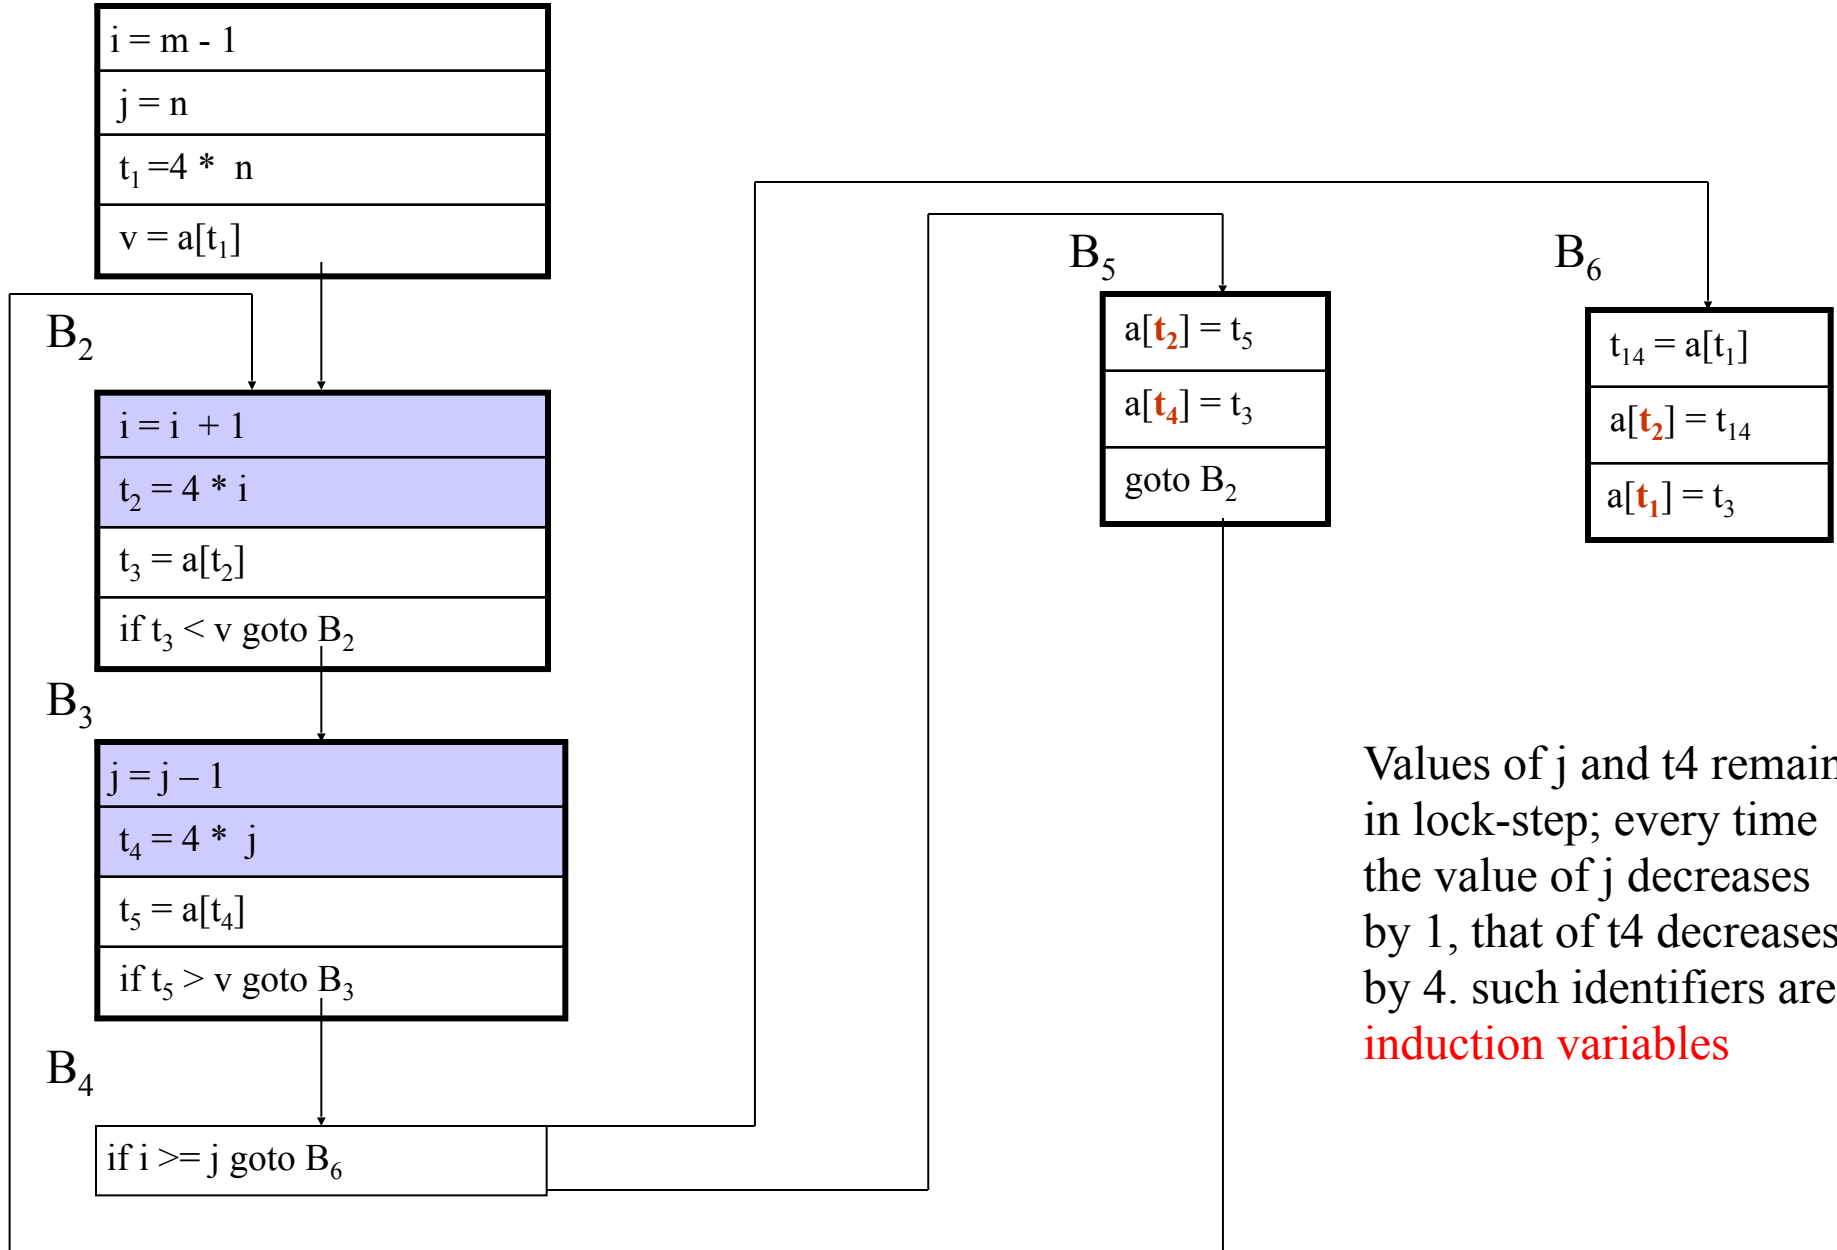 i = m - 1
j = n
t₁ =4 * n
v = a[t₁]
B₂
i = i + 1
t₂ = 4 * i
t₃ = a[t₂]
if t₃ < v goto B₂
B₃
j = j – 1
t₄ = 4 * j
t₅ = a[t₄]
if t₅ > v goto B₃
B₄
if i >= j goto B₆
B₅
a[t₂] = t₅
a[t₄] = t₃
goto B₂
B₆
t₁₄ = a[t₁]
a[t₂] = t₁₄
a[t₁] = t₃
Values of j and t4 remain
in lock-step; every time
the value of j decreases
by 1, that of t4 decreases
by 4. such identifiers are
induction variables